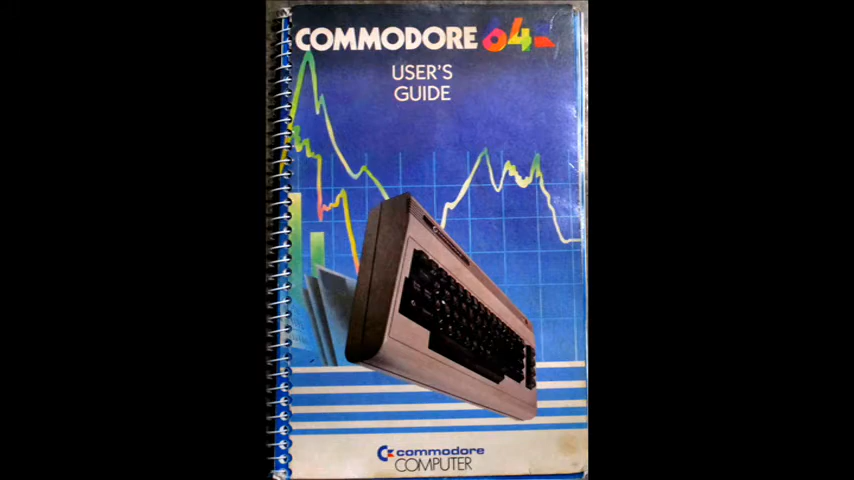 COMMODORE 64
USER'S
GUIDE
commodore
COMPUTER